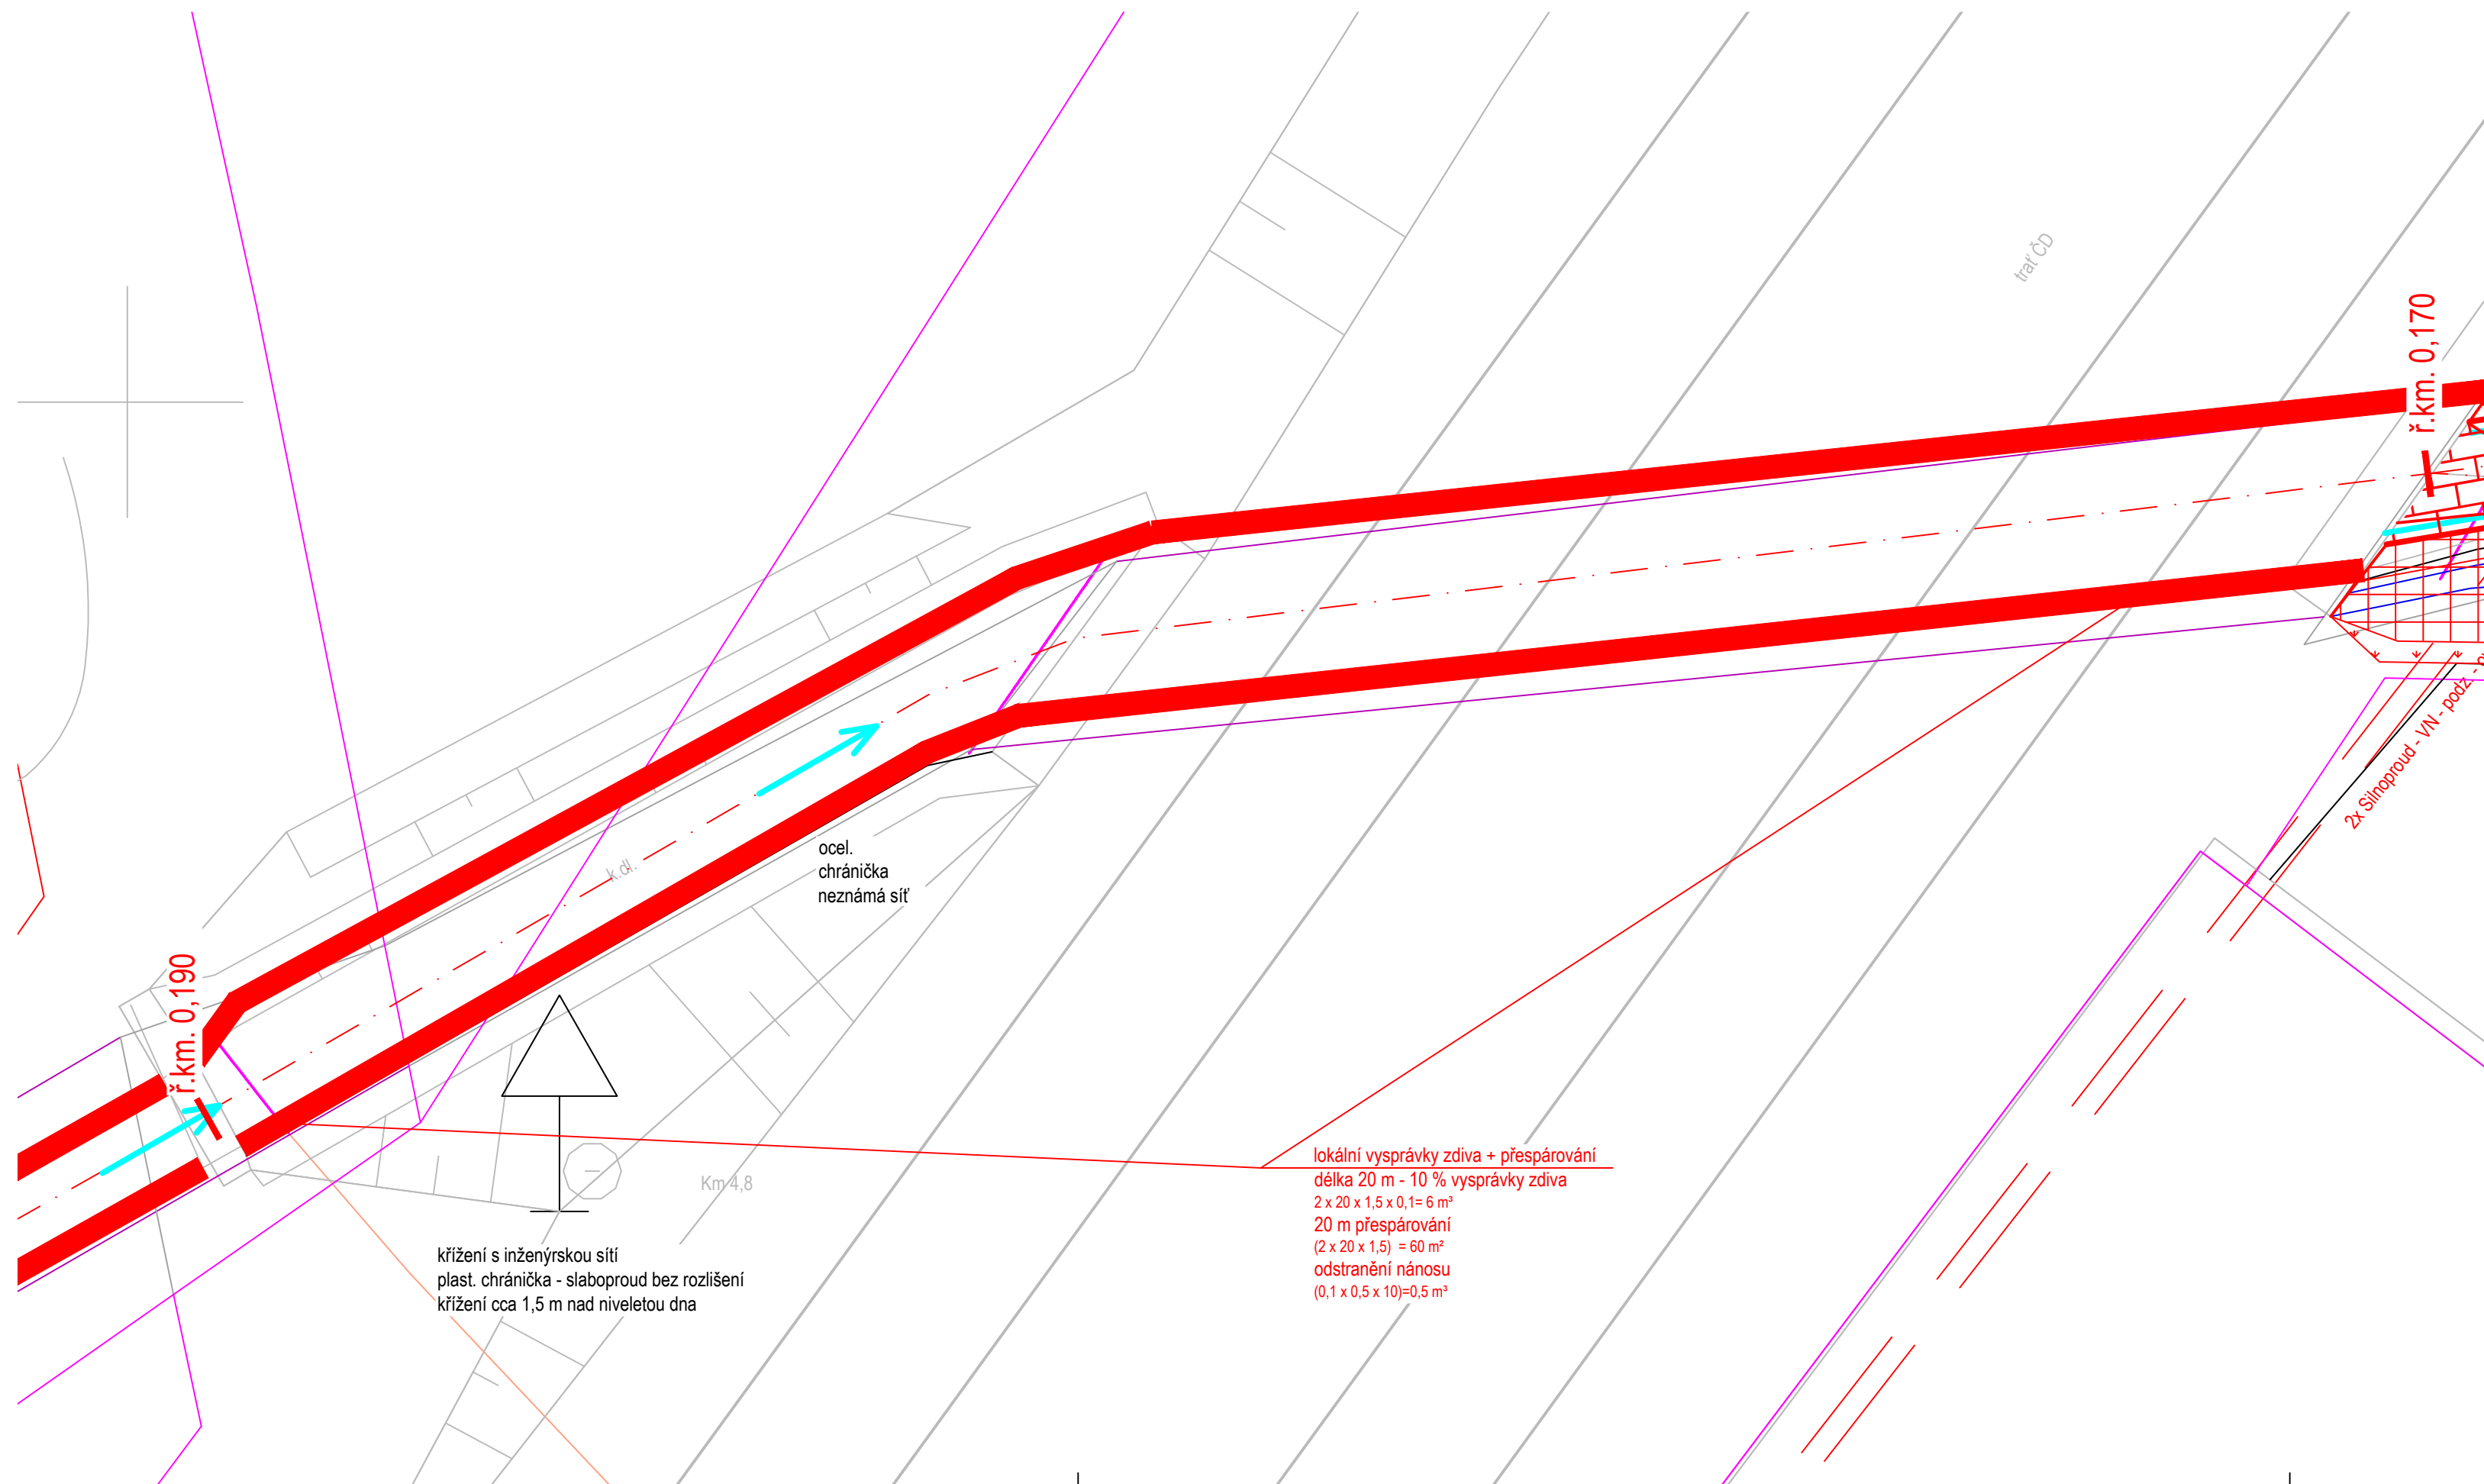 trať ČD
ř.km. 0,170
2x Silnoproud - VN - podz. -
k.dl.
ocel.
chránička
neznámá síť
ř.km. 0,190
Km 4,8
lokální vysprávky zdiva + přespárování
délka 20 m - 10 % vysprávky zdiva
2 x 20 x 1,5 x 0,1= 6 m³
20 m přespárování
(2 x 20 x 1,5) = 60 m²
odstranění nánosu
(0,1 x 0,5 x 10)=0,5 m³
křížení s inženýrskou sítí
plast. chránička - slaboproud bez rozlišení
křížení cca 1,5 m nad niveletou dna